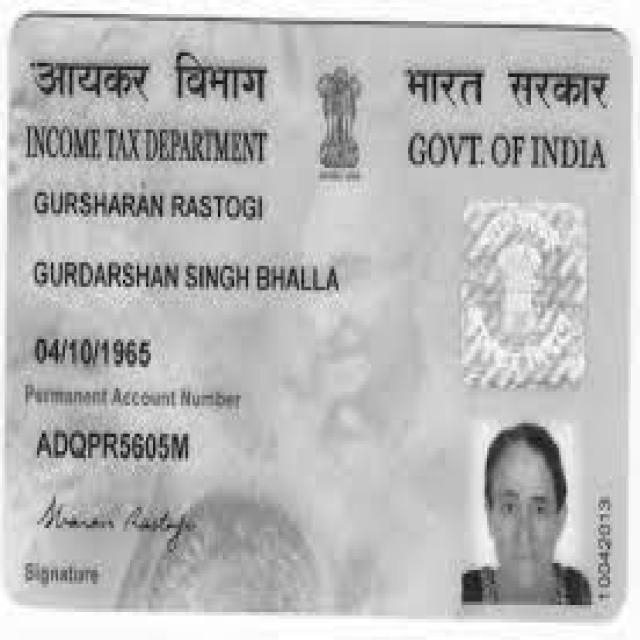 आयकर विभाग
भारत सरकार
INCOME TAX DEPARTMENT
GOVT. OF INDIA
GURSHARAN RASTOGI
GURDARSHAN SINGH BHALLA
04/10/1965
Permanent Account Number
ADQPR5605M
Sharan Rastogi
Signature
10042013